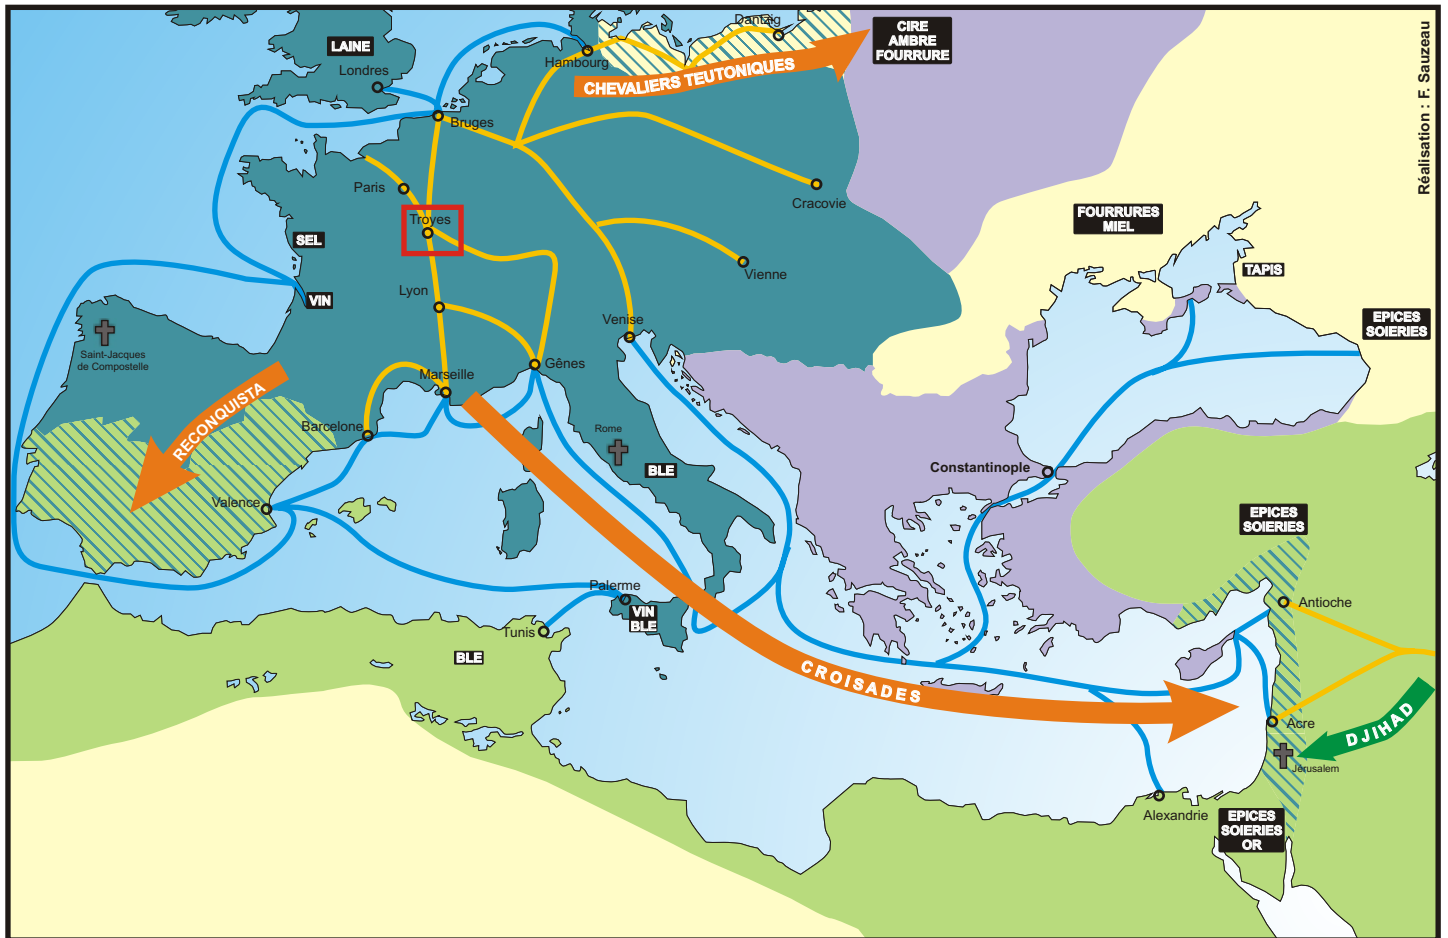 Dantzig
LAINE
CIRE
AMBRE
FOURRURE
Réalisation : F. Sauzeau
Hambourg
Londres
CHEVALIERS TEUTONIQUES
Bruges
Paris
Cracovie
Troyes
FOURRURES
MIEL
SEL
Vienne
TAPIS
Lyon
VIN
Venise
EPICES
SOIERIES
Saint-Jacques
de Compostelle
Gênes
Marseille
RECONQUISTA
Barcelone
Rome
BLE
Constantinople
Valence
EPICES
SOIERIES
Palerme
Antioche
VIN
BLE
Tunis
BLE
CROISADES
Acre
DJIHAD
Jérusalem
Alexandrie
EPICES
SOIERIES
OR